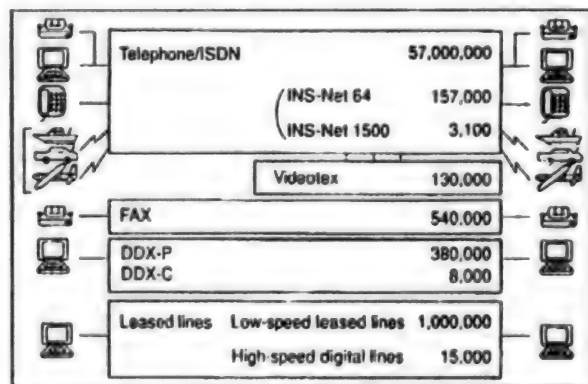 Telephone/ISDN 57,000,000
INS-Net 64 157,000
INS-Net 1500 3,100
Videotex 130,000
FAX 540,000
DDX-P 380,000
DDX-C 8,000
Leased lines Low-speed leased lines 1,000,000
High-speed digital lines 15,000